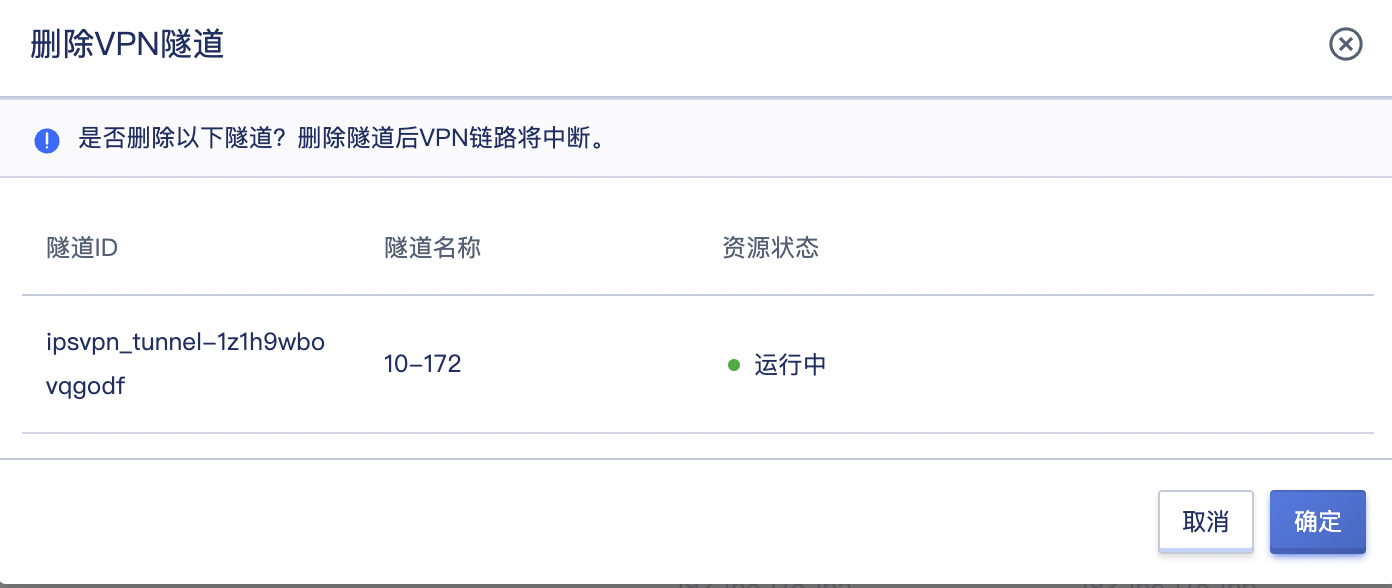 删除VPN隧道
是否删除以下隧道？删除隧道后VPN链路将中断。
隧道ID 隧道名称 资源状态
ipsvpn_tunnel-1z1h9wbo
vqgodf
10-172
运行中
取消 确定